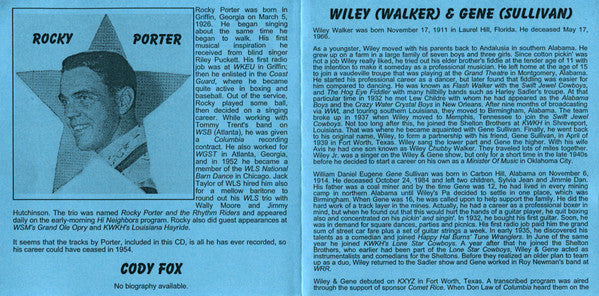 ROCKY PORTER
Rocky Porter was born in
Griffin, Georgia on March 5,
1926. He began singing
about the same time he
began to walk. His first
musical inspiration he
received from blind singer
Riley Puckett. His first radio
job was at WKEU in Griffin;
then he enlisted in the Coast
Guard, where he became
quite active in boxing and
baseball. Out of the service,
Rocky played some ball,
then decided on a singing
career. While working with
Tommy Trent's band on
WSB (Atlanta), he was given
a Columbia recording
contract. He also worked for
WGST in Atlanta, Georgia,
and in 1952 he became a
member of the WLS National
Barn Dance in Chicago. Jack
Taylor of WLS hired him also
for a mellow baritone to
round out his WLS trio with
Wally Moore and Jimmy
Hutchinson. The trio was named Rocky Porter and the Rhythm Riders and appeared
daily on the early-morning Hi Neighbors program. Rocky also did guest appearances at
WSM's Grand Ole Opry and KWKH's Louisiana Hayride.
It seems that the tracks by Porter, included in this CD, is all he has ever recorded, so
his career could have ceased in 1954.
CODY FOX
No biography available.
WILEY (WALKER) & GENE (SULLIVAN)
Wiley Walker was born November 17, 1911 in Laurel Hill, Florida. He deceased May 17,
1966.
As a youngster, Wiley moved with his parents back to Andalusia in southern Alabama. He
grew up on a farm in a large family of seven boys and three girls. Since cotton pickin' was
not a job Wiley really liked, he tried out his elder brother's fiddle at the tender age of 11 with
the intention to make it someday as a professional musician. He left home at the age of 15
to join a vaudeville troupe that was playing at the Grand Theatre in Montgomery, Alabama.
He started his professional career as a dancer, but later found that fiddling was easier for
him compared to dancing. He was known as Flash Walker with the Swift Jewel Cowboys,
and The Hog Eye Fiddler with many hillbilly bands such as Harley Sadler's troupe. At that
particular time in 1932 he met Lew Childre with whom he had appeared as the Alabama
Boys and the Crazy Water Crystal Boys in New Orleans. After nine months of broadcasting
via WWL and touring southern Louisiana, they moved to Birmingham, Alabama. The team
broke up in 1937 when Wiley moved to Memphis, Tennessee to join the Swift Jewel
Cowboys. Not too long after this, he joined the Shelton Brothers at KWKH in Shreveport,
Louisiana. That was where he became acquainted with Gene Sullivan. Finally, he went back
to his original name, Wiley, to form a partnership with his friend, Gene Sullivan, in April of
1939 in Fort Worth, Texas. Wiley sang the lower part and Gene the higher. With his wife
Avis he had one son known as Wiley Chubby Walker. They traveled lots of miles together.
Wiley Jr. was a singer on the Wiley & Gene show, but only for a short time in the late 1940s
before he decided to start a career on his own as a Minister Of Music in Oklahoma City.
William Daniel Eugene Gene Sullivan was born in Carbon Hill, Alabama on November 6,
1914. He deceased October 24, 1984 and left two children, Sylvia Jean and Jimmie Dan.
His father was a coal miner and by the time Gene was 12, he had lived in every mining
camp in northern Alabama until Wiley's Pa decided to settle in one place, which was
Birmingham. When Gene was 16, he was called upon to help support the family. He did the
hard work of a track layer in the mines. Actually, he had a career as a professional boxer in
mind, but when he found out that this would hurt the hands of a guitar player, he quit boxing
also and concentrated on his pickin' and singin'. In 1932, he bought his first guitar. Soon, he
was in demand for square dances, parties and picnics. His first radio job paid him the grand
sum of street car fare plus a set of guitar strings a week. In early 1935, he discovered his
talents as a comedian and joined Happy Hal Burns' Tune Wranglers. In June of the same
year he joined KWKH's Lone Star Cowboys. A year after that he joined the Shelton
Brothers, who earlier had been part of the Lone Star Cowboys, Wiley & Gene acted as
instrumentalists and comedians for the Sheltons. Before they realized an older plan to team
up as a duo, Wiley returned to the Sadler show and Gene worked in Roy Newman's band at
WRR.
Wiley & Gene debuted on KXYZ in Fort Worth, Texas. A transcribed program was aired
through the support of sponsor Comet Rice. When Don Law of Columbia heard them on the